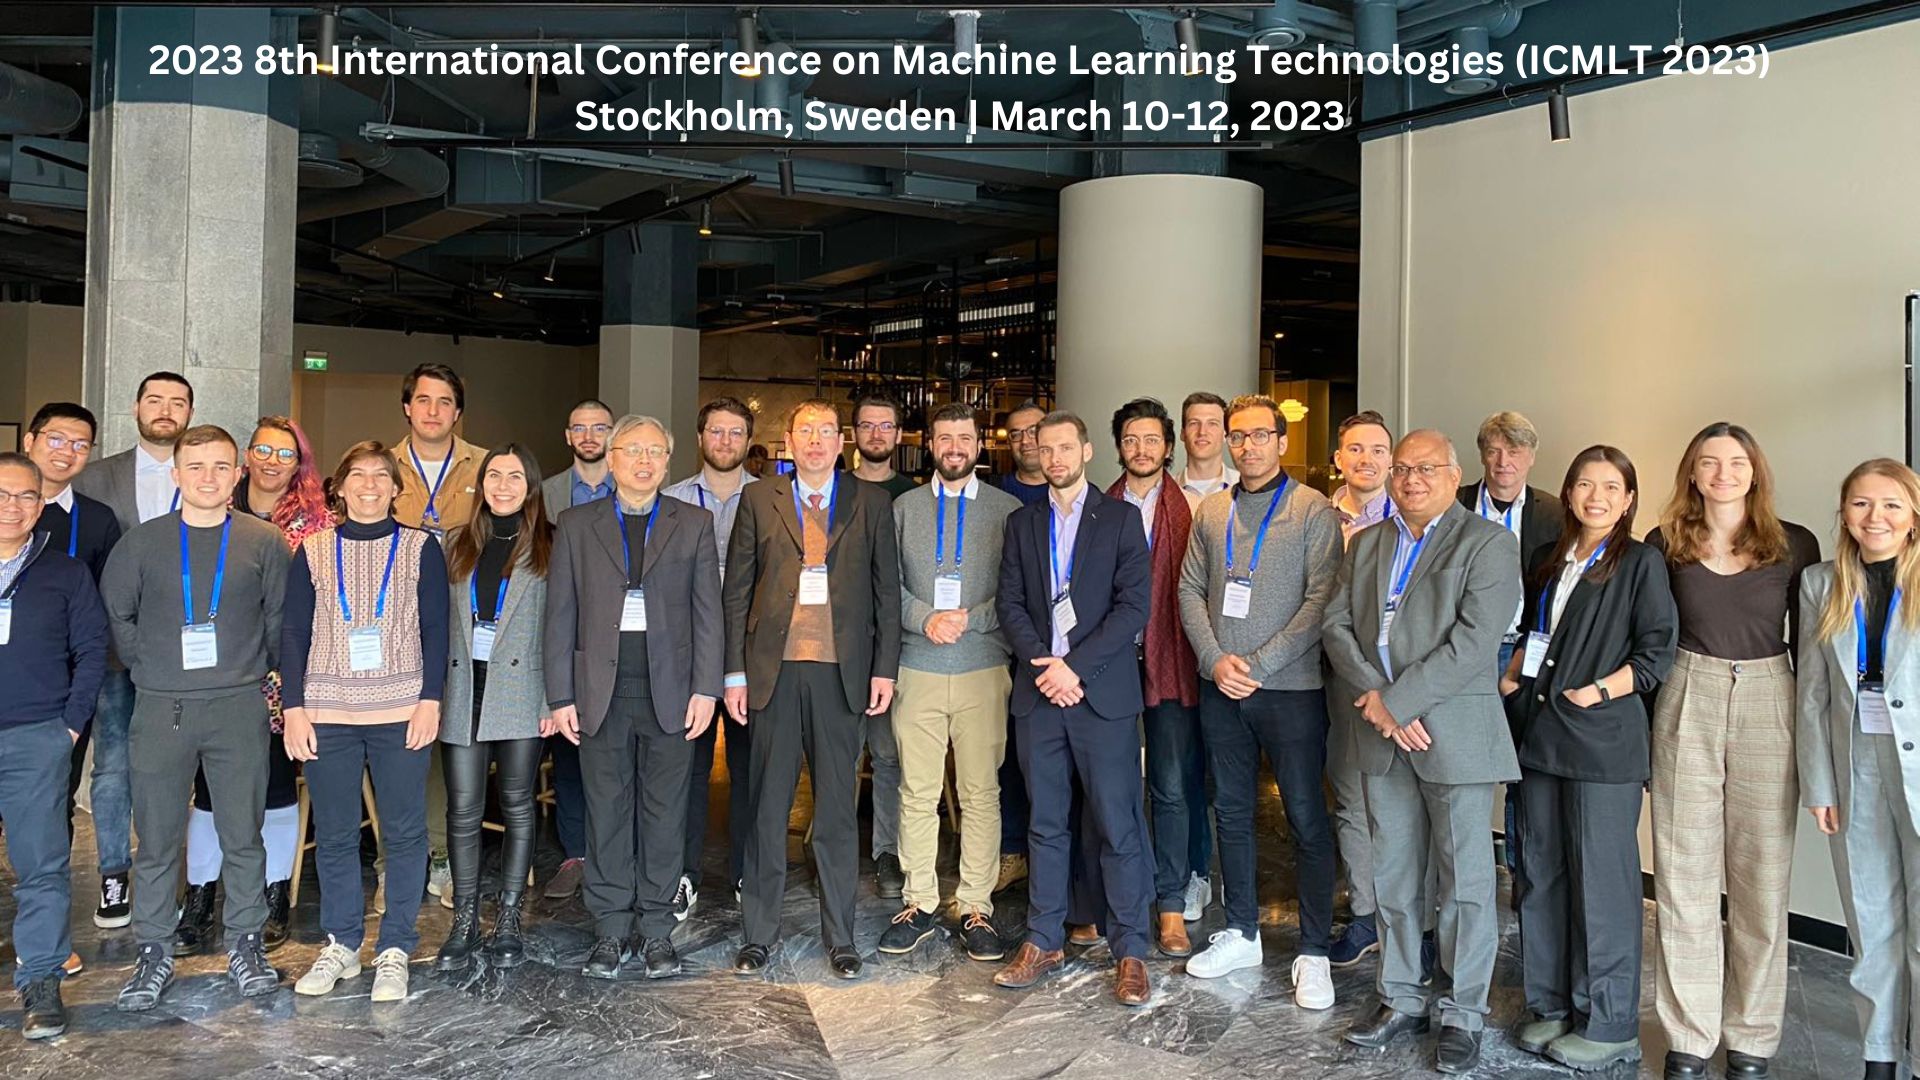 2023 8th International Conference on Machine Learning Technologies (ICMLT 2023)
Stockholm, Sweden | March 10-12, 2023